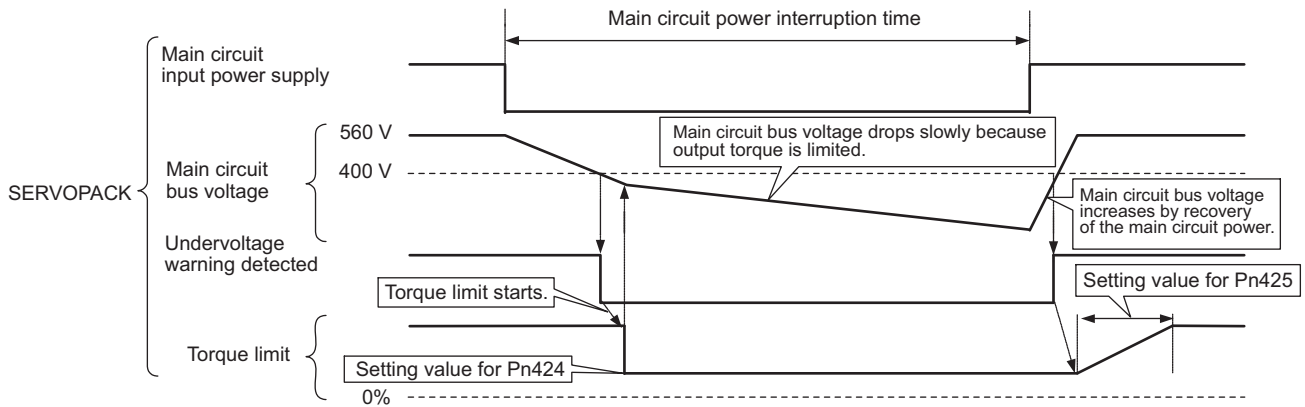 Main circuit power interruption time
Main circuit
input power supply
560 V
Main circuit bus voltage drops slowly because
output torque is limited.
Main circuit
bus voltage
400 V
SERVOPACK
Main circuit bus voltage
increases by recovery
of the main circuit power.
Undervoltage
warning detected
Torque limit starts.
Setting value for Pn425
Torque limit
Setting value for Pn424
0%